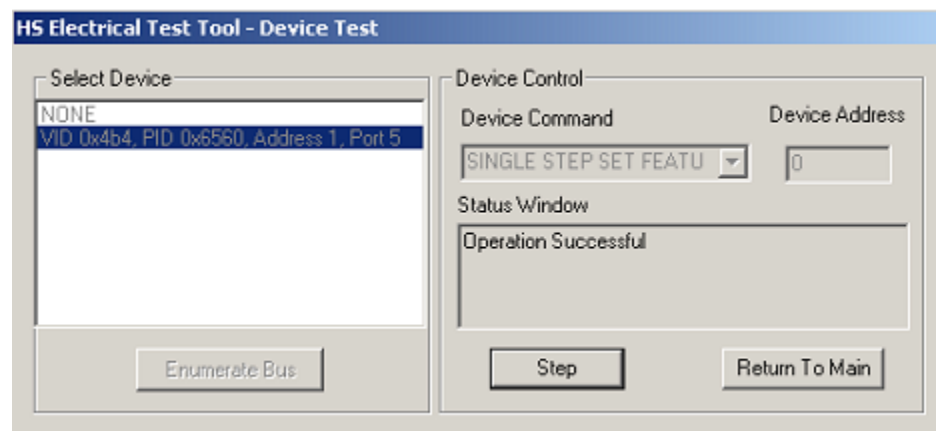 HS Electrical Test Tool - Device Test
Select Device
NONE
VID 0x4b4, PID 0x6560, Address 1, Port 5
Enumerate Bus
Device Control
Device Command
Device Address
SINGLE STEP SET FEATU
0
Status Window
Operation Successful
Step
Return To Main